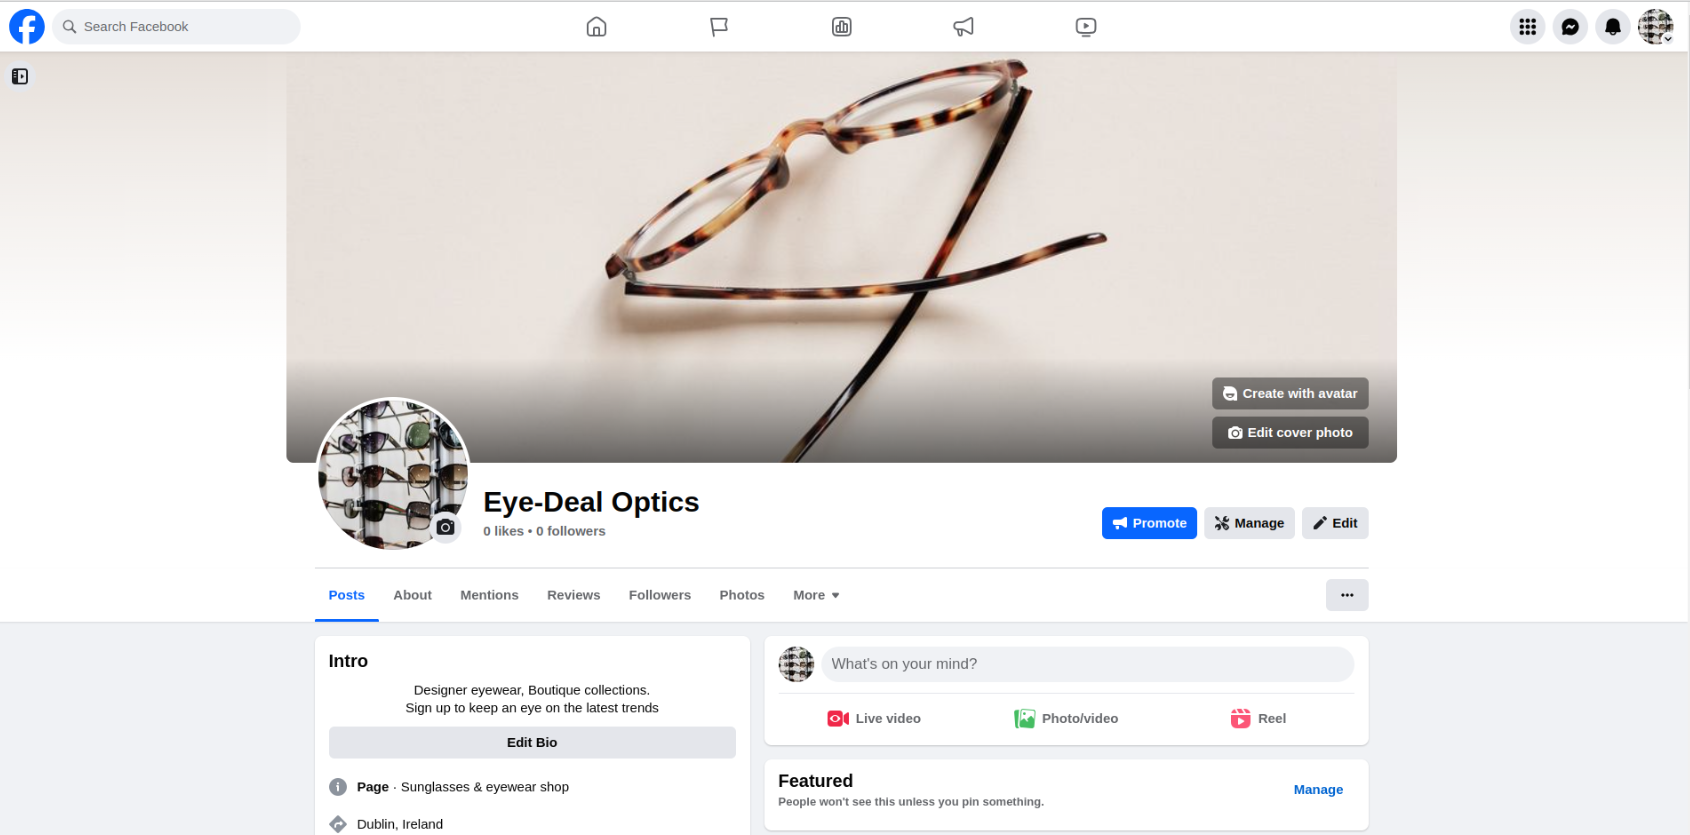 Search Facebook
Create with avatar
Edit cover photo
Eye-Deal Optics
0 likes • 0 followers
Promote
Manage
Edit
Posts
About
Mentions
Reviews
Followers
Photos
More
Intro
Designer eyewear, Boutique collections.
Sign up to keep an eye on the latest trends
Edit Bio
Page · Sunglasses & eyewear shop
Dublin, Ireland
What's on your mind?
Live video
Photo/video
Reel
Featured
People won't see this unless you pin something.
Manage